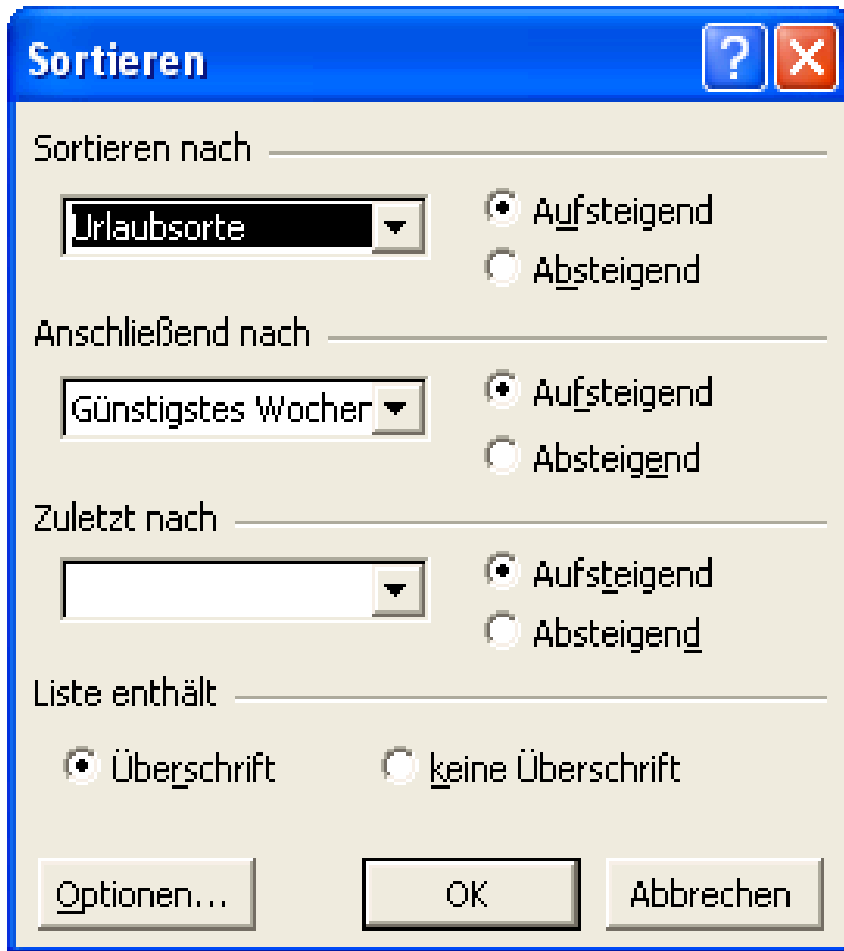 Sortieren
Sortieren nach
Urlaubsorte
Aufsteigend
Absteigend
Anschließend nach
Günstigstes Wochen
Aufsteigend
Absteigend
Zuletzt nach
Aufsteigend
Absteigend
Liste enthält
Überschrift keine Überschrift
Optionen... OK Abbrechen